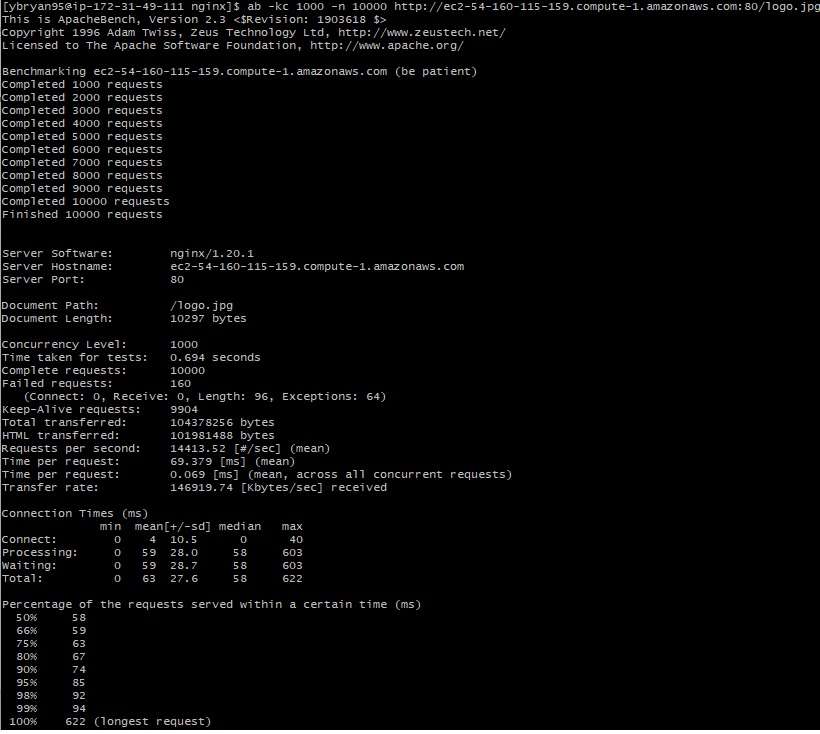 [ybryan95@ip-172-31-49-111 nginx]$ ab -kc 1000 -n 10000 http://ec2-54-160-115-159.compute-1.amazonaws.com:80/logo.jpg
This is ApacheBench, Version 2.3 <$Revision: 1903618 $>
Copyright 1996 Adam Twiss, Zeus Technology Ltd, http://www.zeustech.net/
Licensed to The Apache Software Foundation, http://www.apache.org/

Benchmarking ec2-54-160-115-159.compute-1.amazonaws.com (be patient)
Completed 1000 requests
Completed 2000 requests
Completed 3000 requests
Completed 4000 requests
Completed 5000 requests
Completed 6000 requests
Completed 7000 requests
Completed 8000 requests
Completed 9000 requests
Completed 10000 requests
Finished 10000 requests

Server Software:        nginx/1.20.1
Server Hostname:        ec2-54-160-115-159.compute-1.amazonaws.com
Server Port:            80

Document Path:          /logo.jpg
Document Length:        10297 bytes

Concurrency Level:      1000
Time taken for tests:   0.694 seconds
Complete requests:      10000
Failed requests:        160
   (Connect: 0, Receive: 0, Length: 96, Exceptions: 64)
Keep-Alive requests:    9904
Total transferred:      104378256 bytes
HTML transferred:       101981488 bytes
Requests per second:    14413.52 [#/sec] (mean)
Time per request:       69.379 [ms] (mean)
Time per request:       0.069 [ms] (mean, across all concurrent requests)
Transfer rate:          146919.74 [Kbytes/sec] received

Connection Times (ms)
              min  mean[+/-sd] median   max
Connect:        0    4  10.5      0      40
Processing:     0   59  28.0     58     603
Waiting:        0   59  28.7     58     603
Total:          0   63  27.6     58     622

Percentage of the requests served within a certain time (ms)
  50%     58
  66%     59
  75%     63
  80%     67
  90%     74
  95%     85
  98%     92
  99%     94
 100%    622 (longest request)